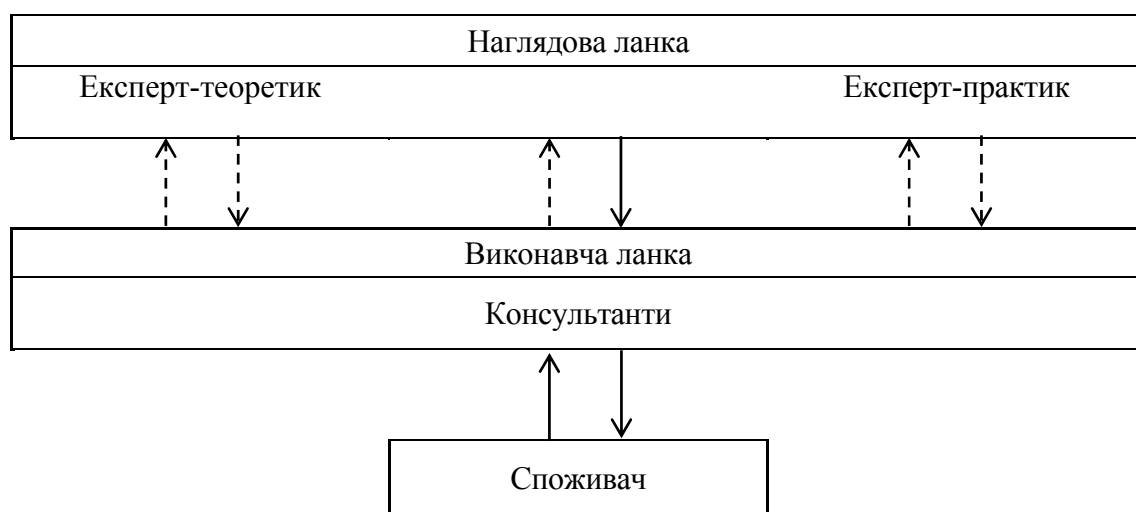 Наглядова ланка
Експерт-теоретик Експерт-практик
Виконавча ланка
Консультанти
Споживач